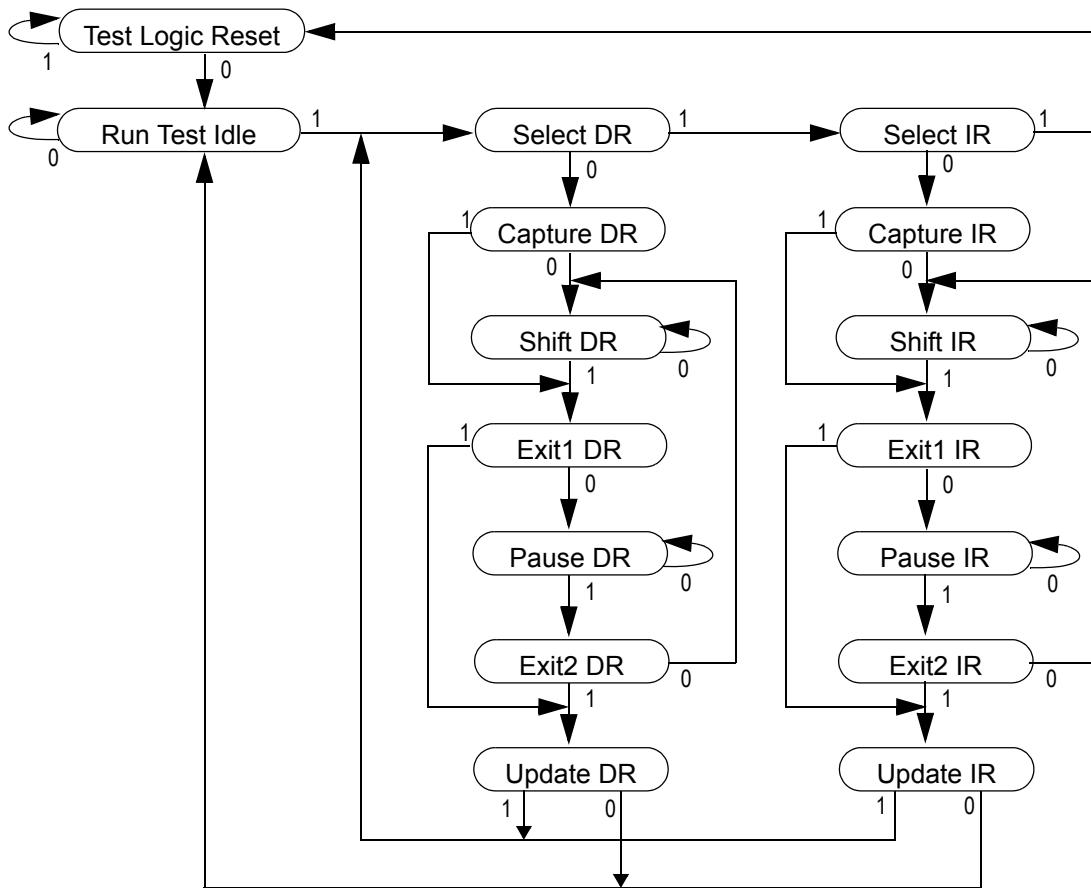 Test Logic Reset
1
0
Run Test Idle
1
Select DR
1
Select IR
1
0
0
0
1
Capture DR
1
Capture IR
0
0
Shift DR
Shift IR
0
0
1
1
1
Exit1 DR
1
Exit1 IR
0
0
Pause DR
Pause IR
0
0
1
1
Exit2 DR
Exit2 IR
0
0
1
1
Update DR
Update IR
1
0
1
0